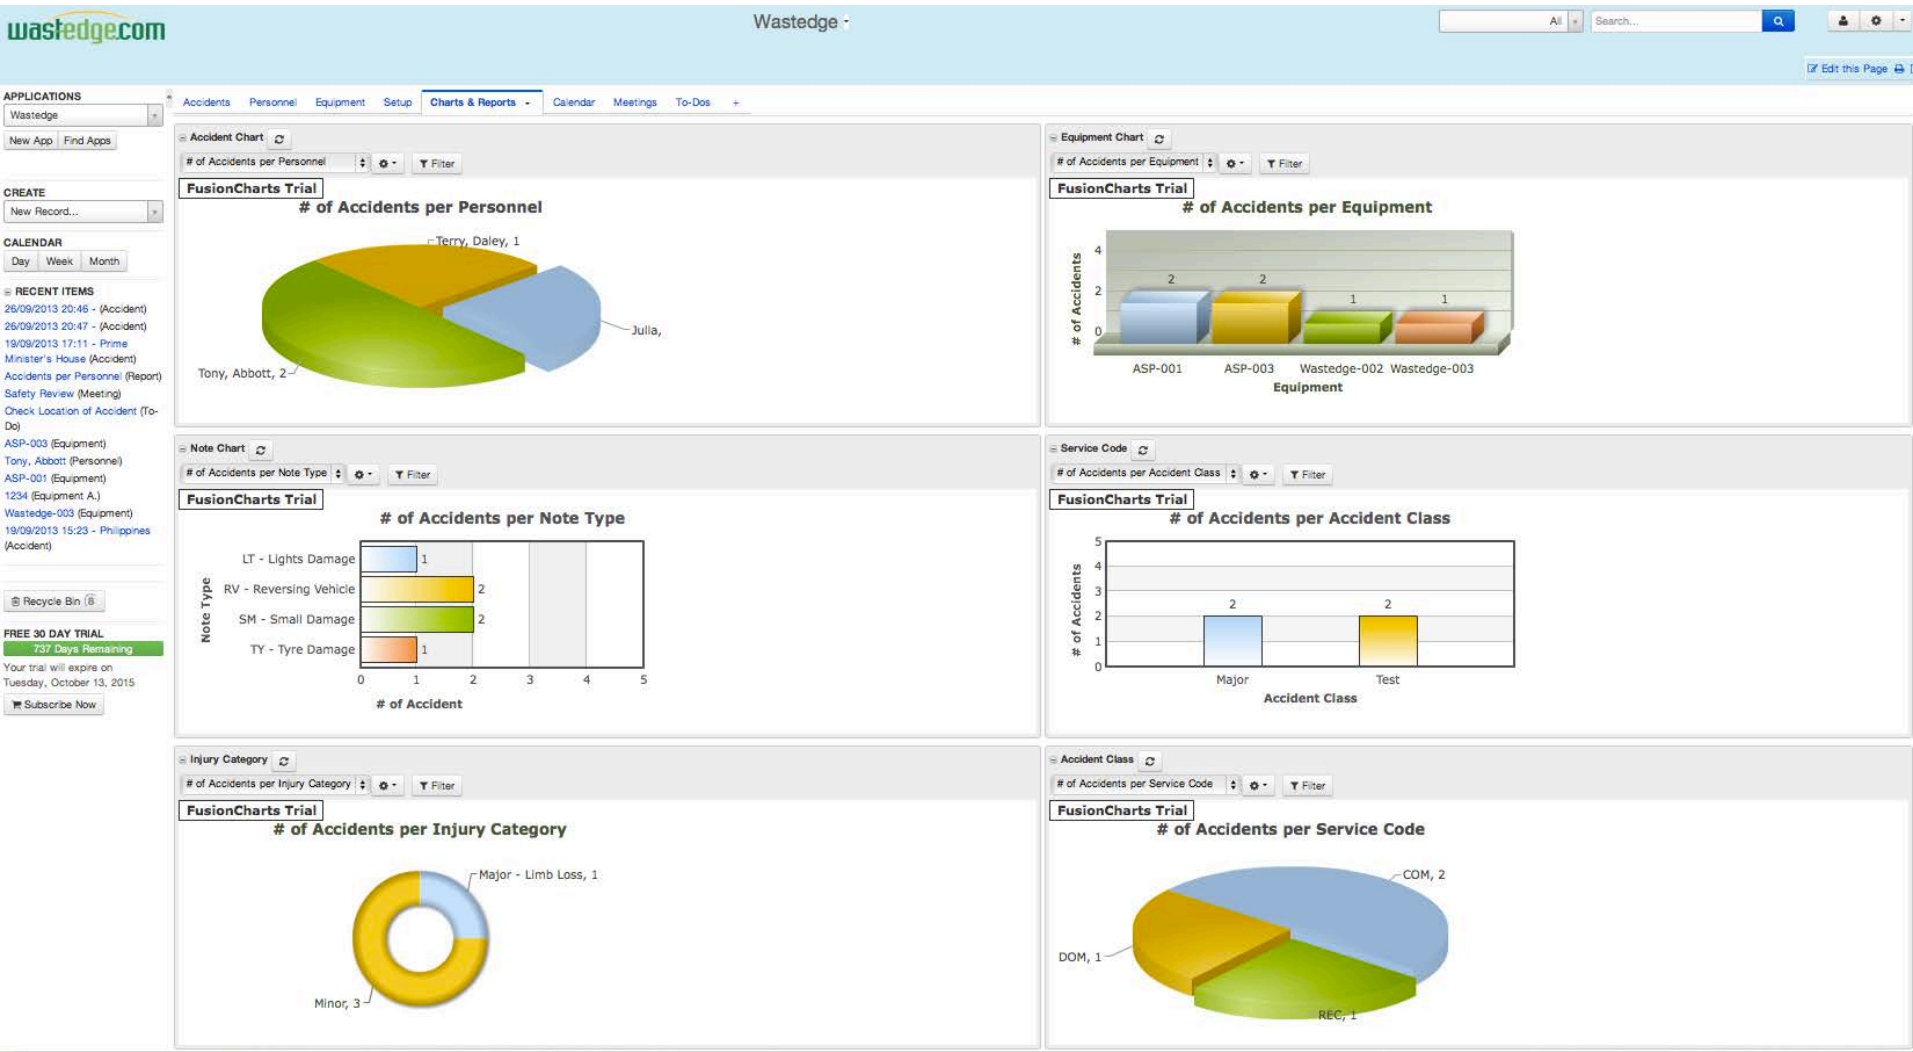 wastedge.com
Wastedge
All
Search...
Edit this Page
APPLICATIONS
Wastedge
New App Find Apps
CREATE
New Record...
CALENDAR
Day Week Month
RECENT ITEMS
26/09/2013 20:46 - (Accident)
26/09/2013 20:47 - (Accident)
19/09/2013 17:11 - Prime
Minister's House (Accident)
Accidents per Personnel (Report)
Safety Review (Meeting)
Check Location of Accident (To-
Do)
ASP-003 (Equipment)
Tony, Abbott (Personnel)
ASP-001 (Equipment)
1234 (Equipment A.)
Wastedge-003 (Equipment)
19/09/2013 15:23 - Philippines
(Accident)
Recycle Bin (8
FREE 30 DAY TRIAL
737 Days Remaining
Your trial will expire on
Tuesday, October 13, 2015
Subscribe Now
Accidents Personnel Equipment Setup Charts & Reports Calendar Meetings To-Dos +
Accident Chart
# of Accidents per Personnel Filter
FusionCharts Trial
# of Accidents per Personnel
Terry, Daley, 1
Julia,
Tony, Abbott, 2
Equipment Chart
# of Accidents per Equipment Filter
FusionCharts Trial
# of Accidents per Equipment
# of Accidents
4
2
0
2 2 1 1
ASP-001 ASP-003 Wastedge-002 Wastedge-003
Equipment
Note Chart
# of Accidents per Note Type Filter
FusionCharts Trial
# of Accidents per Note Type
Note Type
LT - Lights Damage 1
RV - Reversing Vehicle 2
SM - Small Damage 2
TY - Tyre Damage 1
0 1 2 3 4 5
# of Accident
Service Code
# of Accidents per Accident Class Filter
FusionCharts Trial
# of Accidents per Accident Class
# of Accidents
5
4
3
2
1
0
2 2
Major Test
Accident Class
Injury Category
# of Accidents per Injury Category Filter
FusionCharts Trial
# of Accidents per Injury Category
Major - Limb Loss, 1
Minor, 3
Accident Class
# of Accidents per Service Code Filter
FusionCharts Trial
# of Accidents per Service Code
COM, 2
DOM, 1
REC, 1